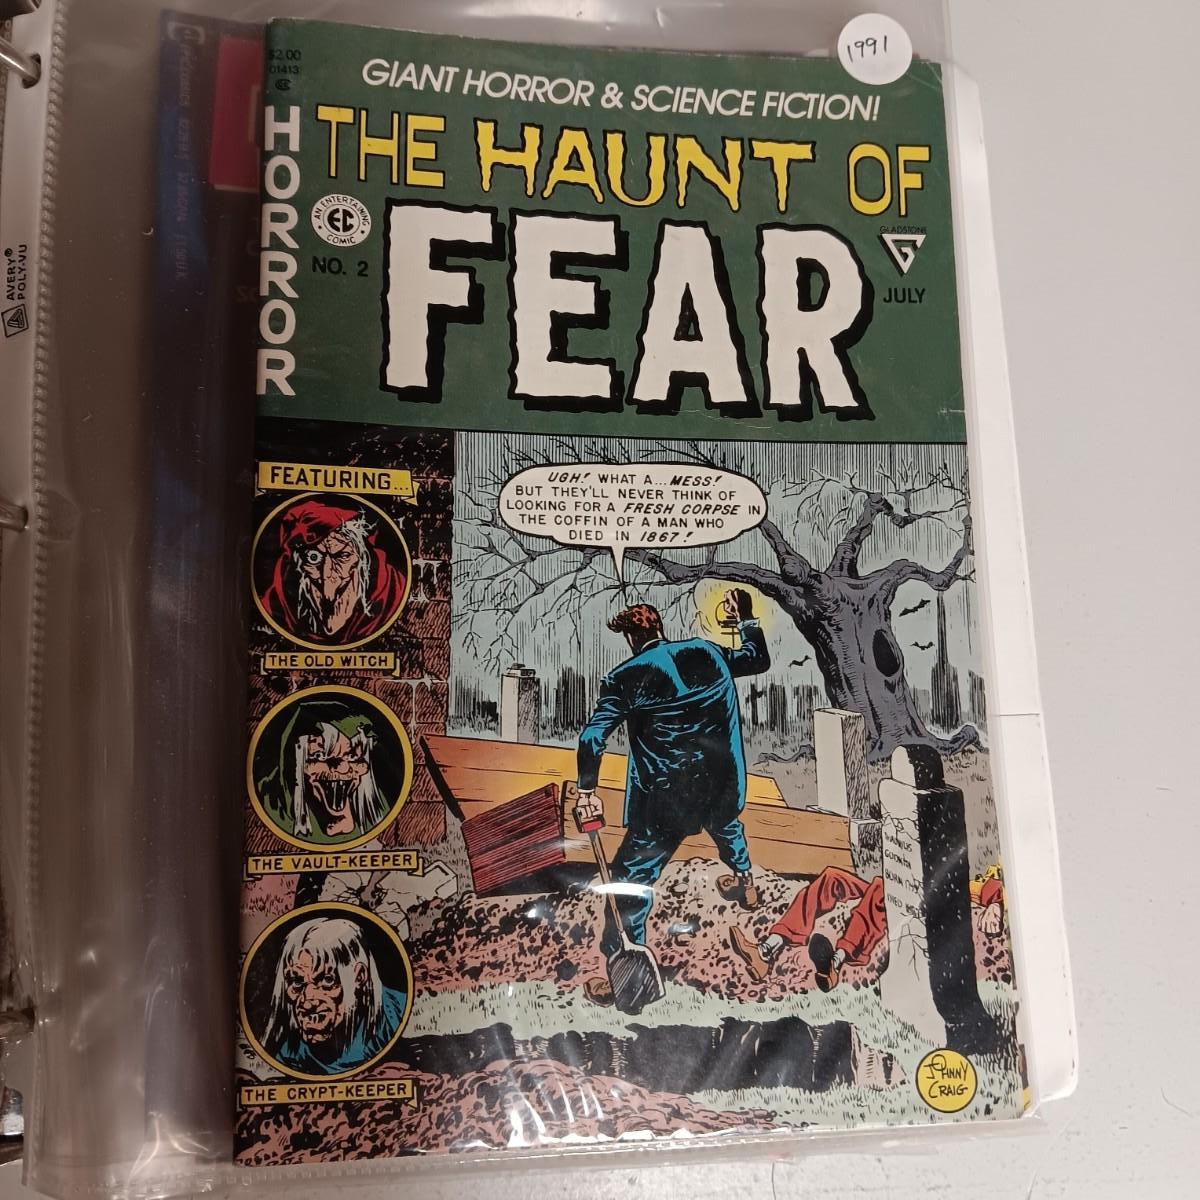 1991
$2.00
01413
GIANT HORROR & SCIENCE FICTION!
HORROR
THE HAUNT OF
FEAR
AN ENTERTAINING
EC
COMIC
NO. 2
GLADSTONE
G
JULY
AVERY®
POLY-VU
FEATURING...
THE OLD WITCH
THE VAULT-KEEPER
THE CRYPT-KEEPER
UGH! WHAT A...MESS!
BUT THEY'LL NEVER THINK OF
LOOKING FOR A FRESH CORPSE IN
THE COFFIN OF A MAN WHO
DIED IN 1867!
BORN
DIED
JOHNNY
CRAIG